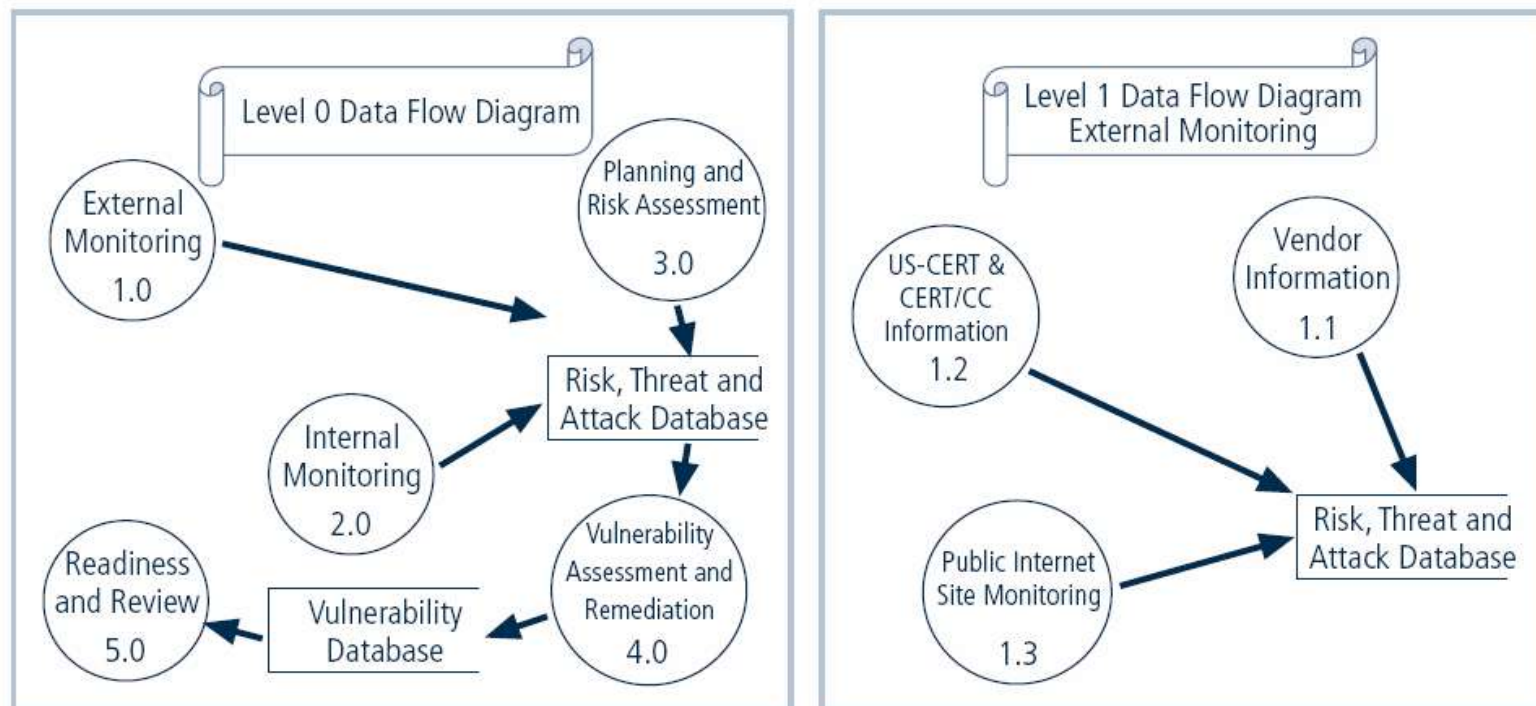 Level 0 Data Flow Diagram
External
Monitoring
1.0
Planning and
Risk Assessment
3.0
Risk, Threat and
Attack Database
Internal
Monitoring
2.0
Vulnerability
Assessment and
Remediation
4.0
Vulnerability
Database
Readiness
and Review
5.0
Level 1 Data Flow Diagram
External Monitoring
US-CERT &
CERT/CC
Information
1.2
Vendor
Information
1.1
Risk, Threat and
Attack Database
Public Internet
Site Monitoring
1.3